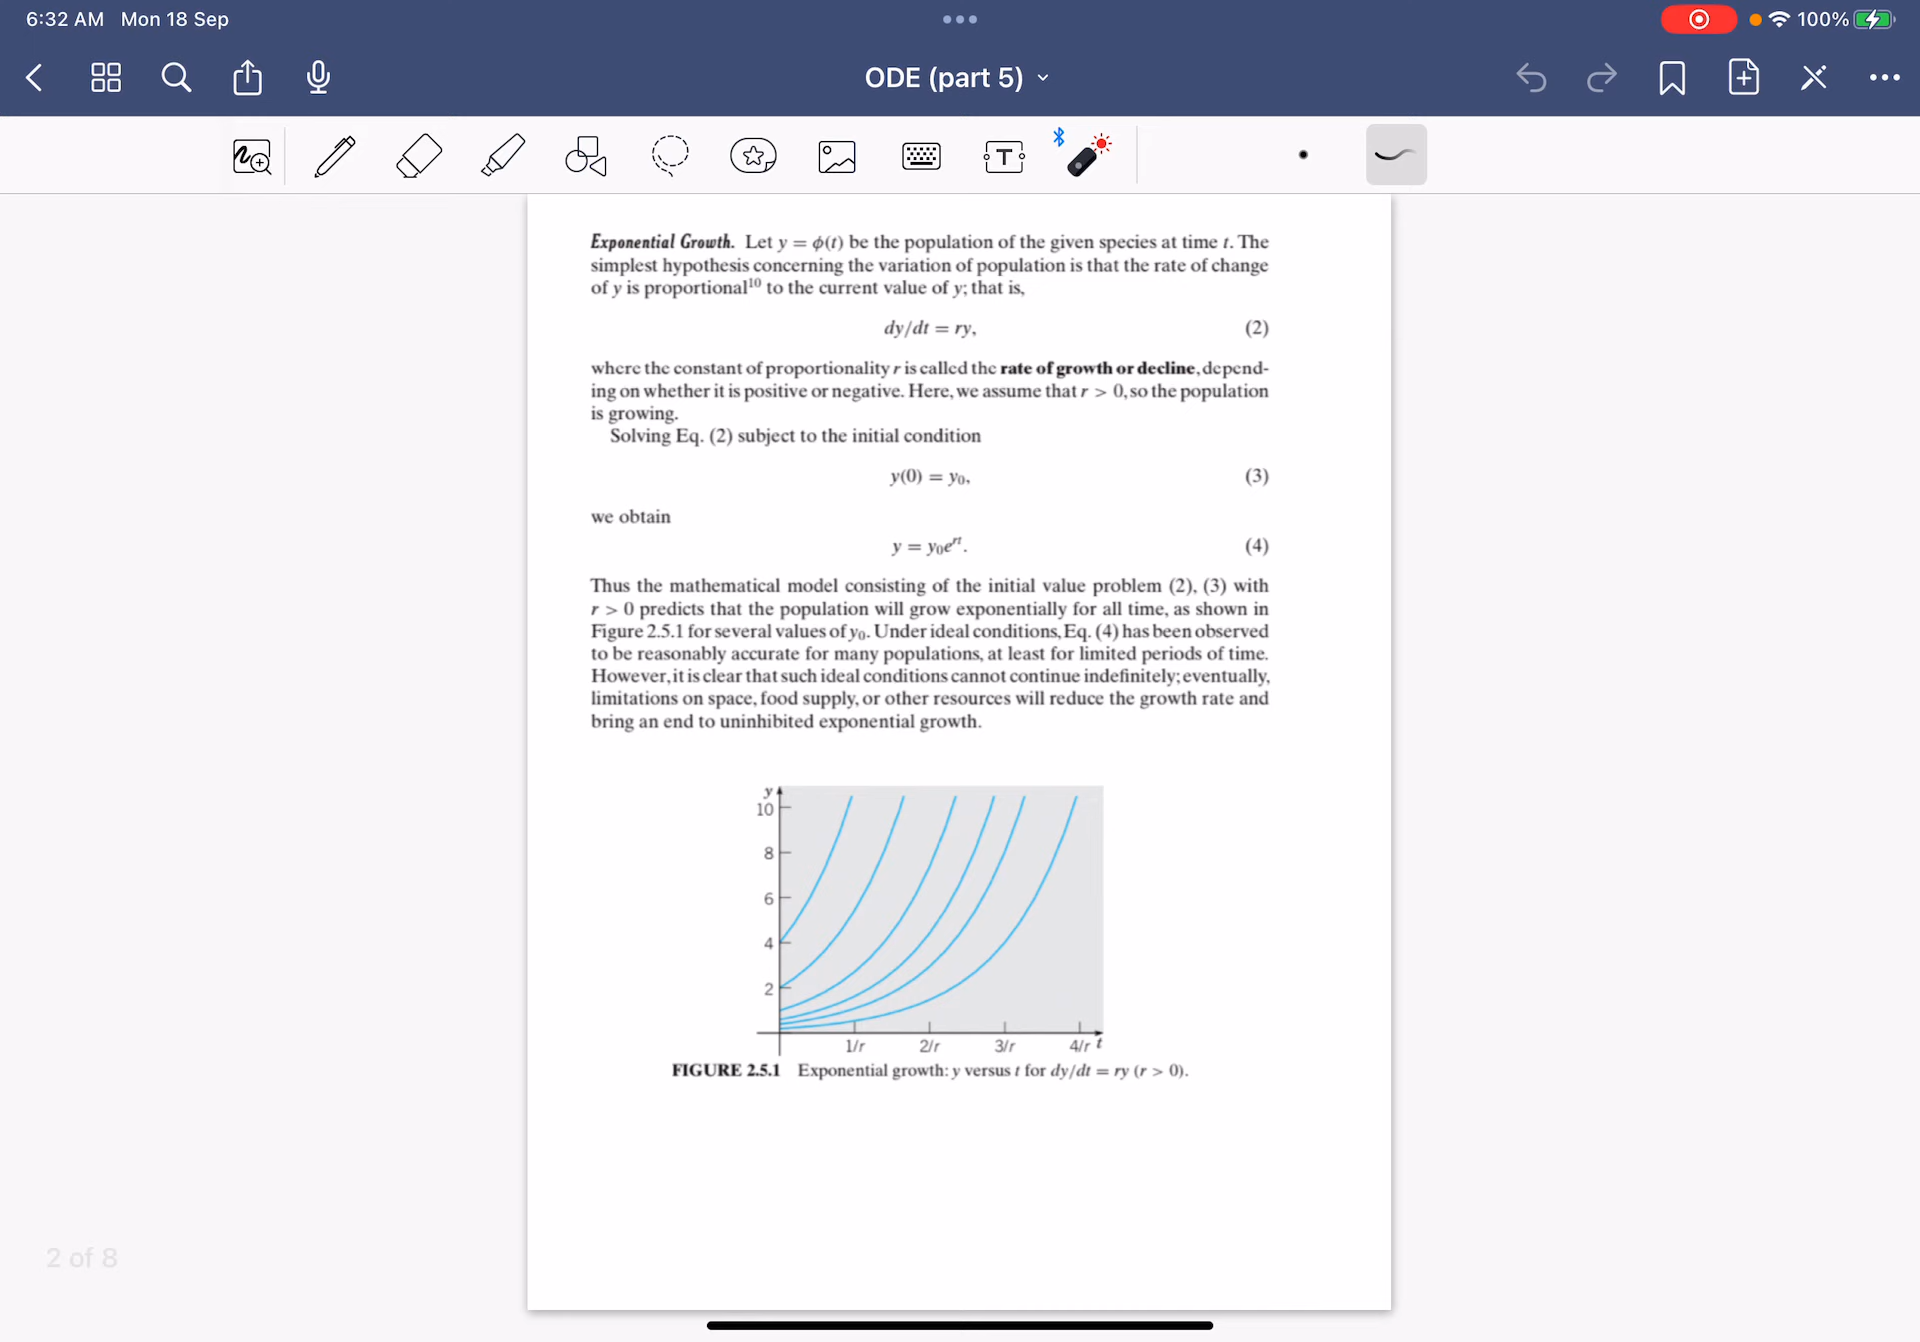 6:32 AM Mon 18 Sep
100%
ODE (part 5)
T
Exponential Growth. Let y = ϕ(t) be the population of the given species at time t. The
simplest hypothesis concerning the variation of population is that the rate of change
of y is proportional¹⁰ to the current value of y; that is,
dy/dt = ry, (2)
where the constant of proportionality r is called the rate of growth or decline, depend-
ing on whether it is positive or negative. Here, we assume that r > 0, so the population
is growing.
Solving Eq. (2) subject to the initial condition
y(0) = y₀, (3)
we obtain
y = y₀eʳᵗ. (4)
Thus the mathematical model consisting of the initial value problem (2), (3) with
r > 0 predicts that the population will grow exponentially for all time, as shown in
Figure 2.5.1 for several values of y₀. Under ideal conditions, Eq. (4) has been observed
to be reasonably accurate for many populations, at least for limited periods of time.
However, it is clear that such ideal conditions cannot continue indefinitely; eventually,
limitations on space, food supply, or other resources will reduce the growth rate and
bring an end to uninhibited exponential growth.
y
10
8
6
4
2
1/r 2/r 3/r 4/r t
FIGURE 2.5.1 Exponential growth: y versus t for dy/dt = ry (r > 0).
2 of 8